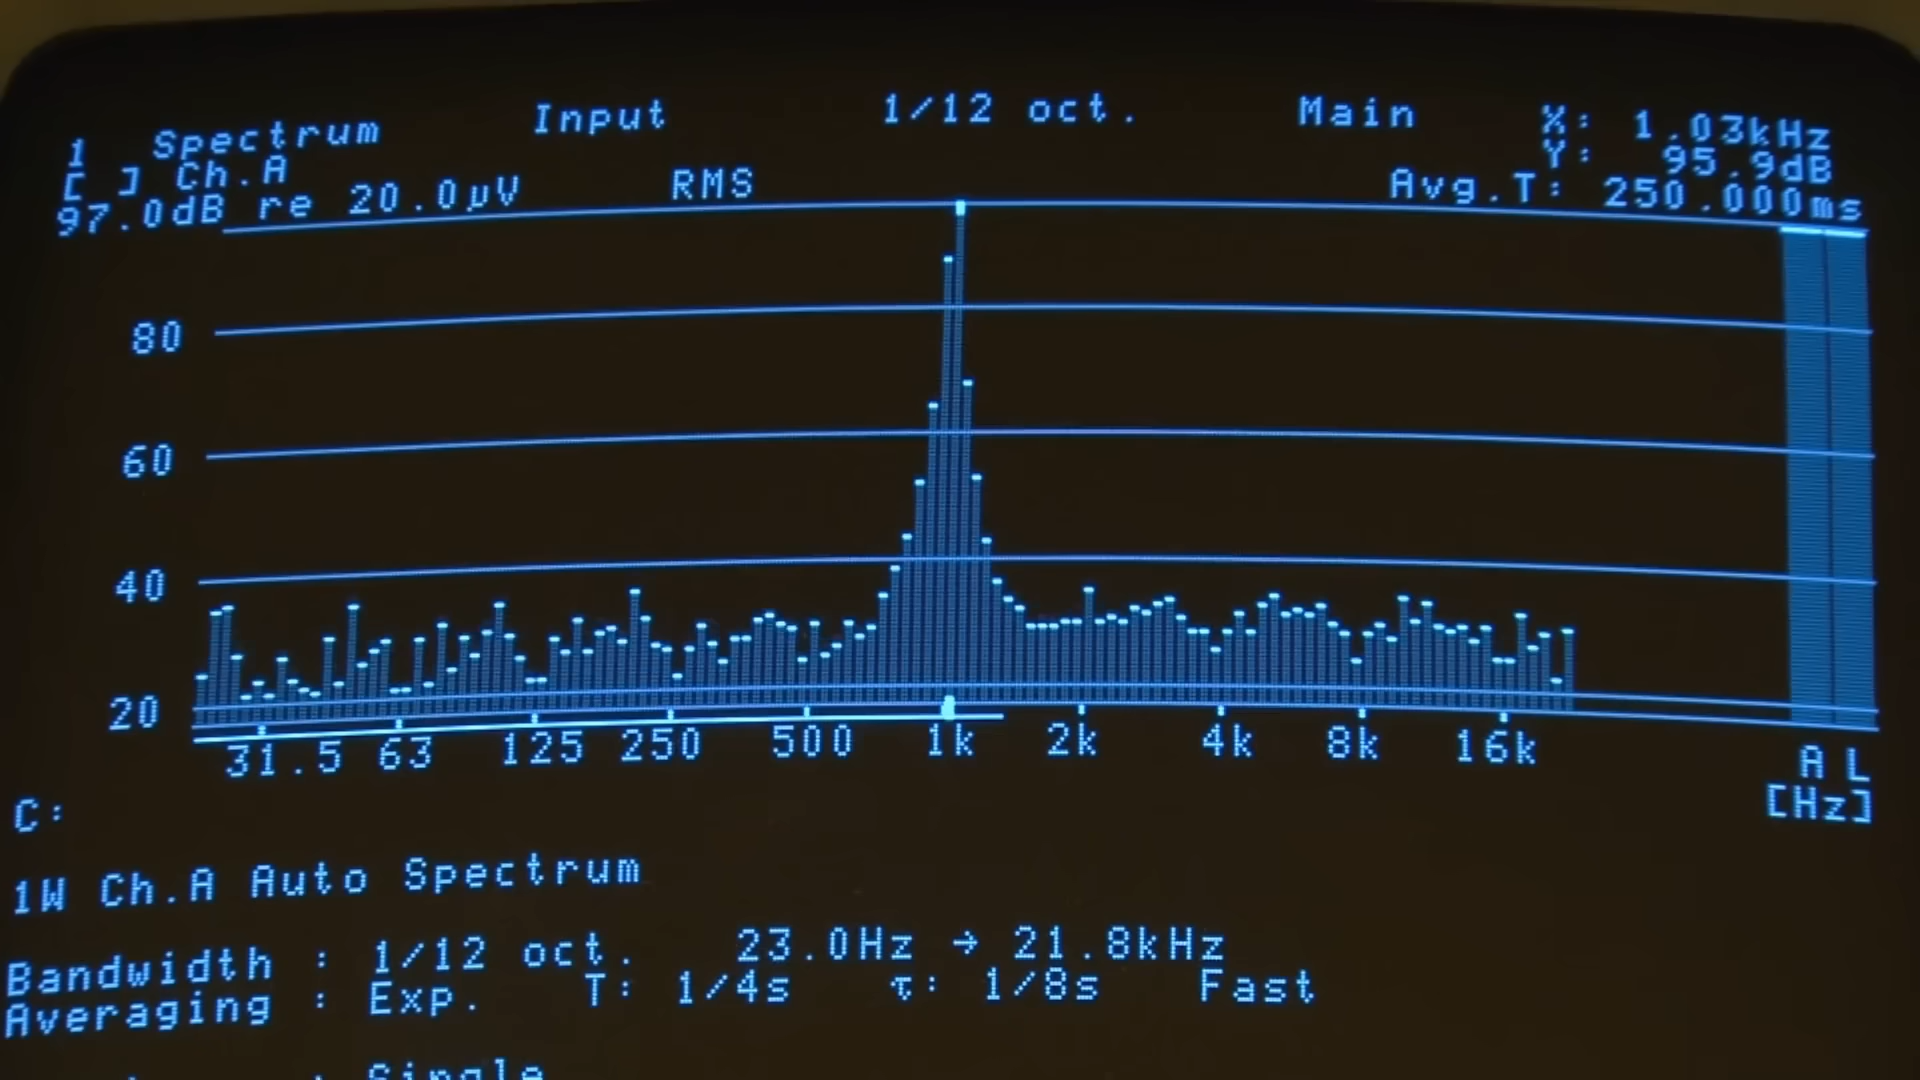 1 Spectrum Input 1/12 oct. Main X: 1.03kHz
[ ] Ch.A Y: 95.9dB
97.0dB re 20.0µV RMS Avg.T: 250.000ms
80
60
40
20
31.5 63 125 250 500 1k 2k 4k 8k 16k A L
[Hz]
C:
1W Ch.A Auto Spectrum
Bandwidth : 1/12 oct. 23.0Hz → 21.8kHz
Averaging : Exp. T: 1/4s τ: 1/8s Fast
: Single